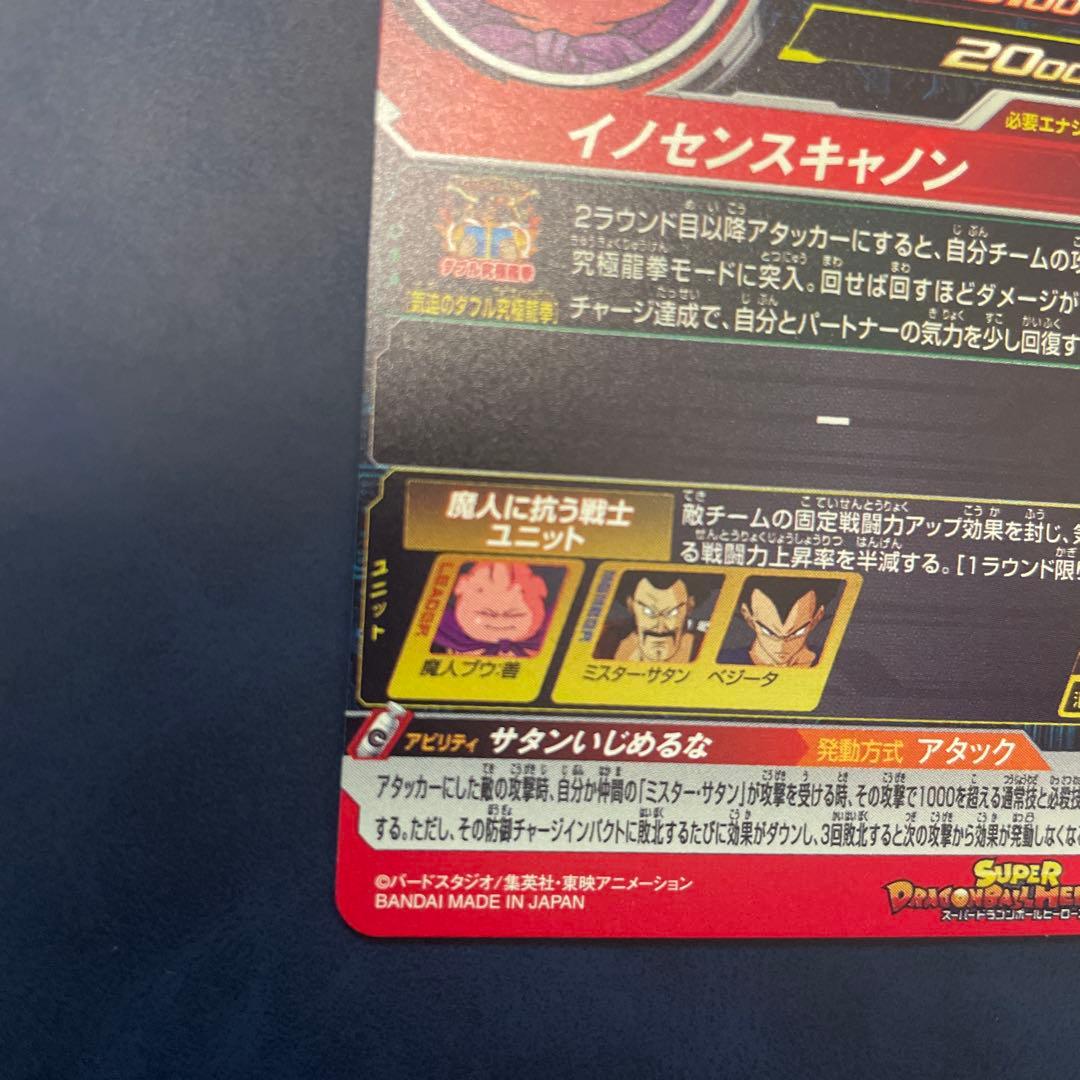 2000
必要エナジ
イノセンスキャノン
2ラウンド目以降アタッカーにすると、自分チームの攻
究極龍拳モードに突入。回せば回すほどダメージが
ダブル究極龍拳
[気迫のダブル究極龍拳] チャージ達成で、自分とパートナーの気力を少し回復す
ー
魔人に抗う戦士
ユニット
敵チームの固定戦闘力アップ効果を封じ、
る戦闘力上昇率を半減する。[1ラウンド限
ユニット
LEADER
MEMBER
魔人ブウ:善
ミスター・サタン
ベジータ
アビリティ サタンいじめるな
発動方式 アタック
アタッカーにした敵の攻撃時、自分か仲間の「ミスター・サタン」が攻撃を受ける時、その攻撃で1000を超える通常技と必殺技
する。ただし、その防御チャージインパクトに敗北するたびに効果がダウンし、3回敗北すると次の攻撃から効果が発動しなくな
©バードスタジオ/集英社・東映アニメーション
BANDAI MADE IN JAPAN
SUPER
DRAGONBALL HE
スーパードラゴンボールヒーロー